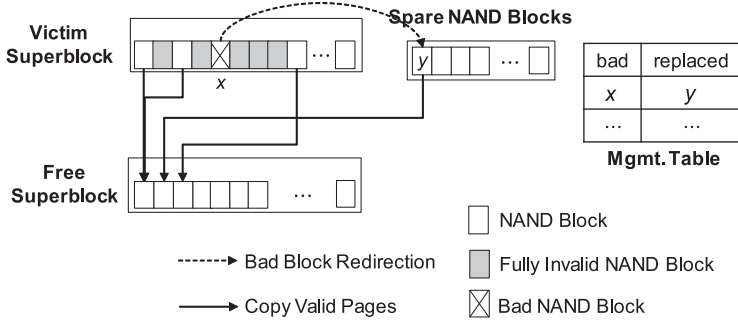 Victim Superblock
x
...
Spare NAND Blocks
y
...
bad replaced
x y
... ...
Mgmt. Table
Free Superblock
...
NAND Block
Bad Block Redirection
Fully Invalid NAND Block
Copy Valid Pages
Bad NAND Block